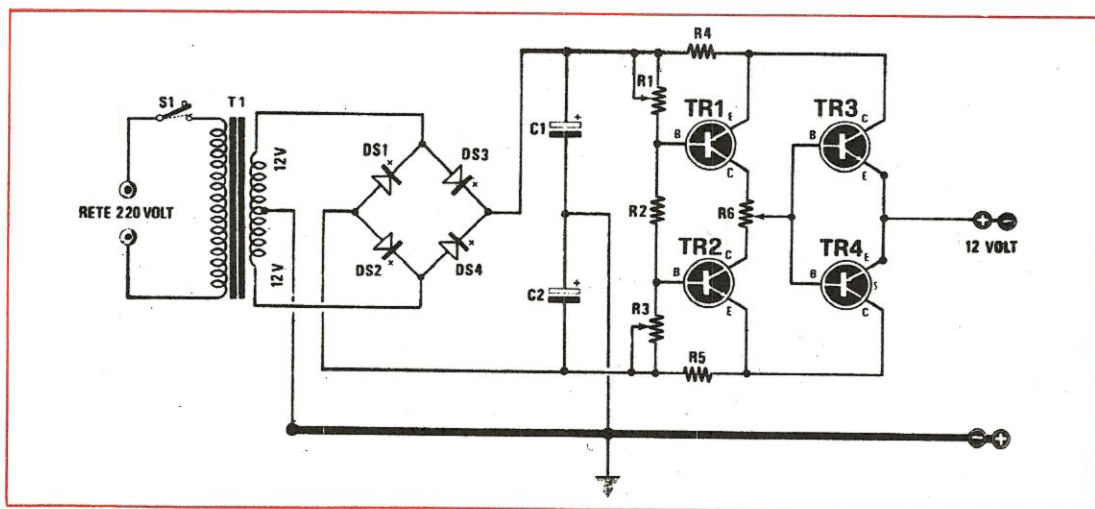 S1
T1
RETE 220 VOLT
12V
12V
DS1
DS3
DS2
DS4
C1
+
C2
+
R1
R2
R3
R4
R5
R6
TR1
B
E
C
TR2
B
C
E
TR3
B
C
E
TR4
B
E
S
C
+ -
12 VOLT
- +